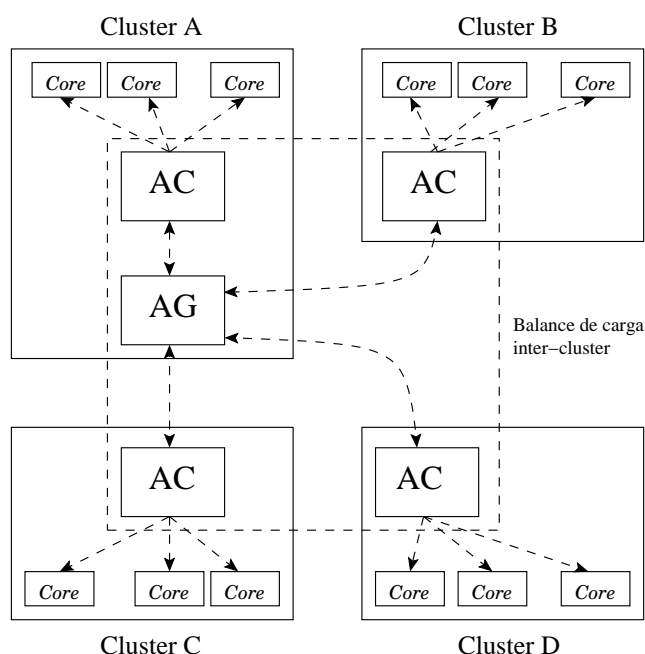 Cluster A
Cluster B
Core Core Core
Core Core Core
AC
AC
AG
Balance de carga
inter−cluster
AC
AC
Core Core Core
Core Core Core
Cluster C
Cluster D